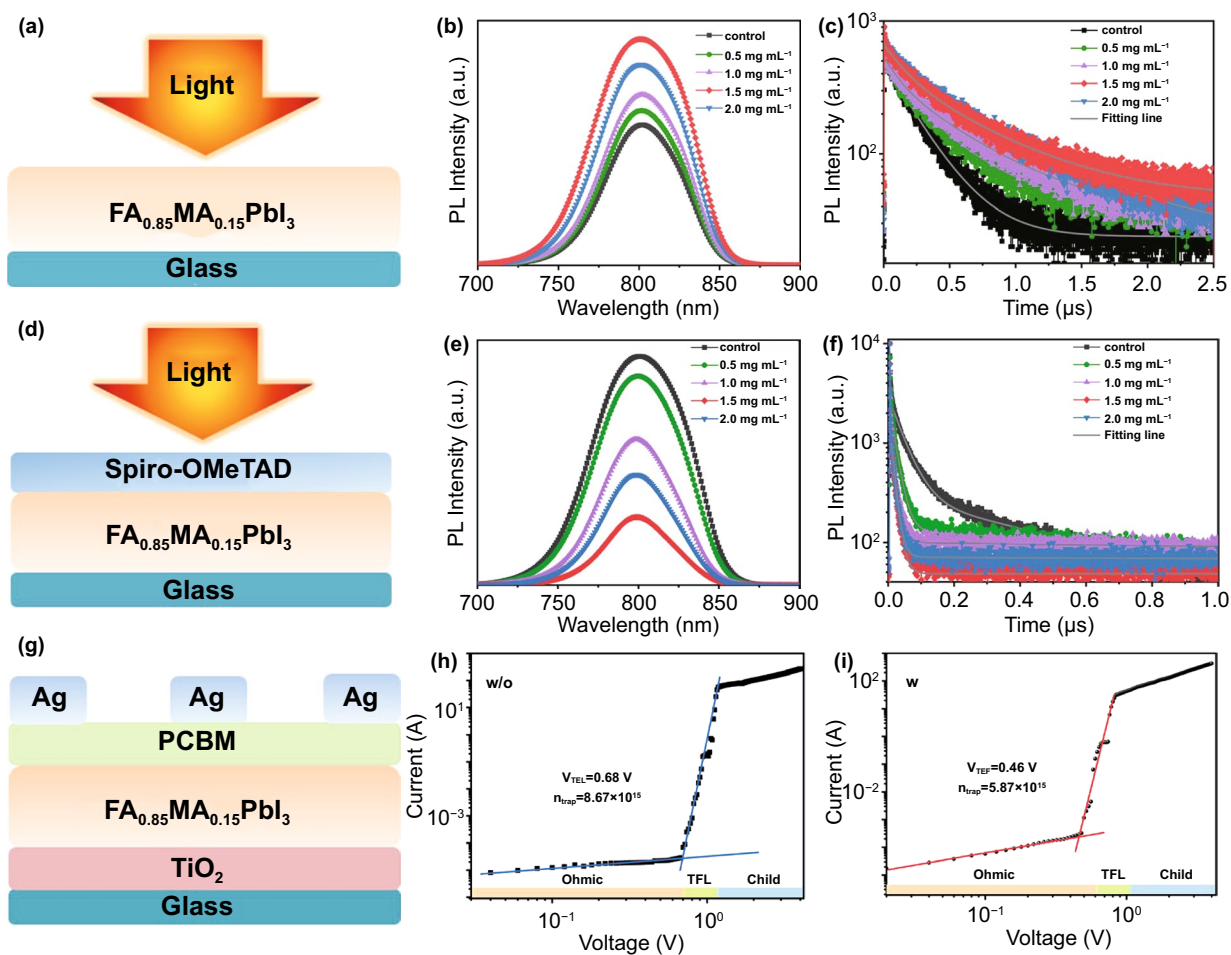 (a)
Light
FA₀.₈₅MA₀.₁₅PbI₃
Glass
(b)
PL Intensity (a.u.)
control
0.5 mg mL⁻¹
1.0 mg mL⁻¹
1.5 mg mL⁻¹
2.0 mg mL⁻¹
700 750 800 850 900
Wavelength (nm)
(c)
PL Intensity (a.u.)
10³
10²
control
0.5 mg mL⁻¹
1.0 mg mL⁻¹
1.5 mg mL⁻¹
2.0 mg mL⁻¹
Fitting line
0.0 0.5 1.0 1.5 2.0 2.5
Time (µs)
(d)
Light
Spiro-OMeTAD
FA₀.₈₅MA₀.₁₅PbI₃
Glass
(e)
PL Intensity (a.u.)
control
0.5 mg mL⁻¹
1.0 mg mL⁻¹
1.5 mg mL⁻¹
2.0 mg mL⁻¹
700 750 800 850 900
Wavelength (nm)
(f)
PL Intensity (a.u.)
10⁴
10³
10²
control
0.5 mg mL⁻¹
1.0 mg mL⁻¹
1.5 mg mL⁻¹
2.0 mg mL⁻¹
Fitting line
0.0 0.2 0.4 0.6 0.8 1.0
Time (µs)
(g)
Ag Ag Ag
PCBM
FA₀.₈₅MA₀.₁₅PbI₃
TiO₂
Glass
(h)
w/o
Current (A)
10¹
10⁻³
V_TEL=0.68 V
n_trap=8.67×10¹⁵
Ohmic TFL Child
10⁻¹ 10⁰
Voltage (V)
(i)
w
Current (A)
10²
10⁻²
V_TEF=0.46 V
n_trap=5.87×10¹⁵
Ohmic TFL Child
10⁻¹ 10⁰
Voltage (V)